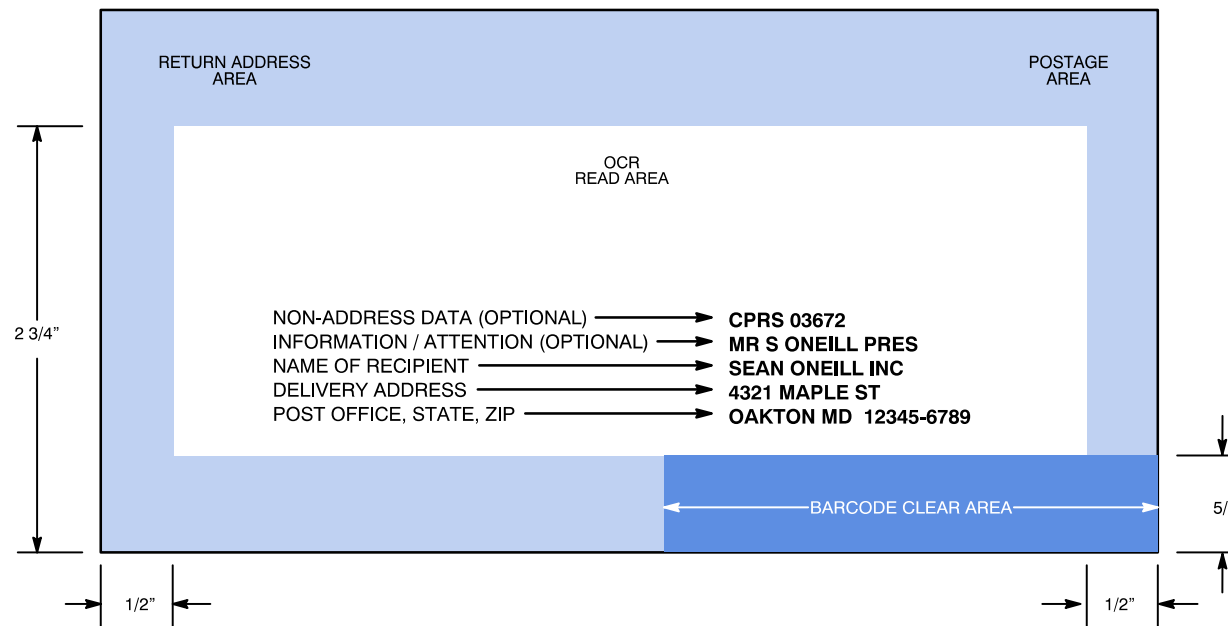 RETURN ADDRESS
AREA
POSTAGE
AREA
OCR
READ AREA
2 3/4”
NON-ADDRESS DATA (OPTIONAL) CPRS 03672
INFORMATION / ATTENTION (OPTIONAL) MR S ONEILL PRES
NAME OF RECIPIENT SEAN ONEILL INC
DELIVERY ADDRESS 4321 MAPLE ST
POST OFFICE, STATE, ZIP OAKTON MD 12345-6789
BARCODE CLEAR AREA
5/
1/2”
1/2”